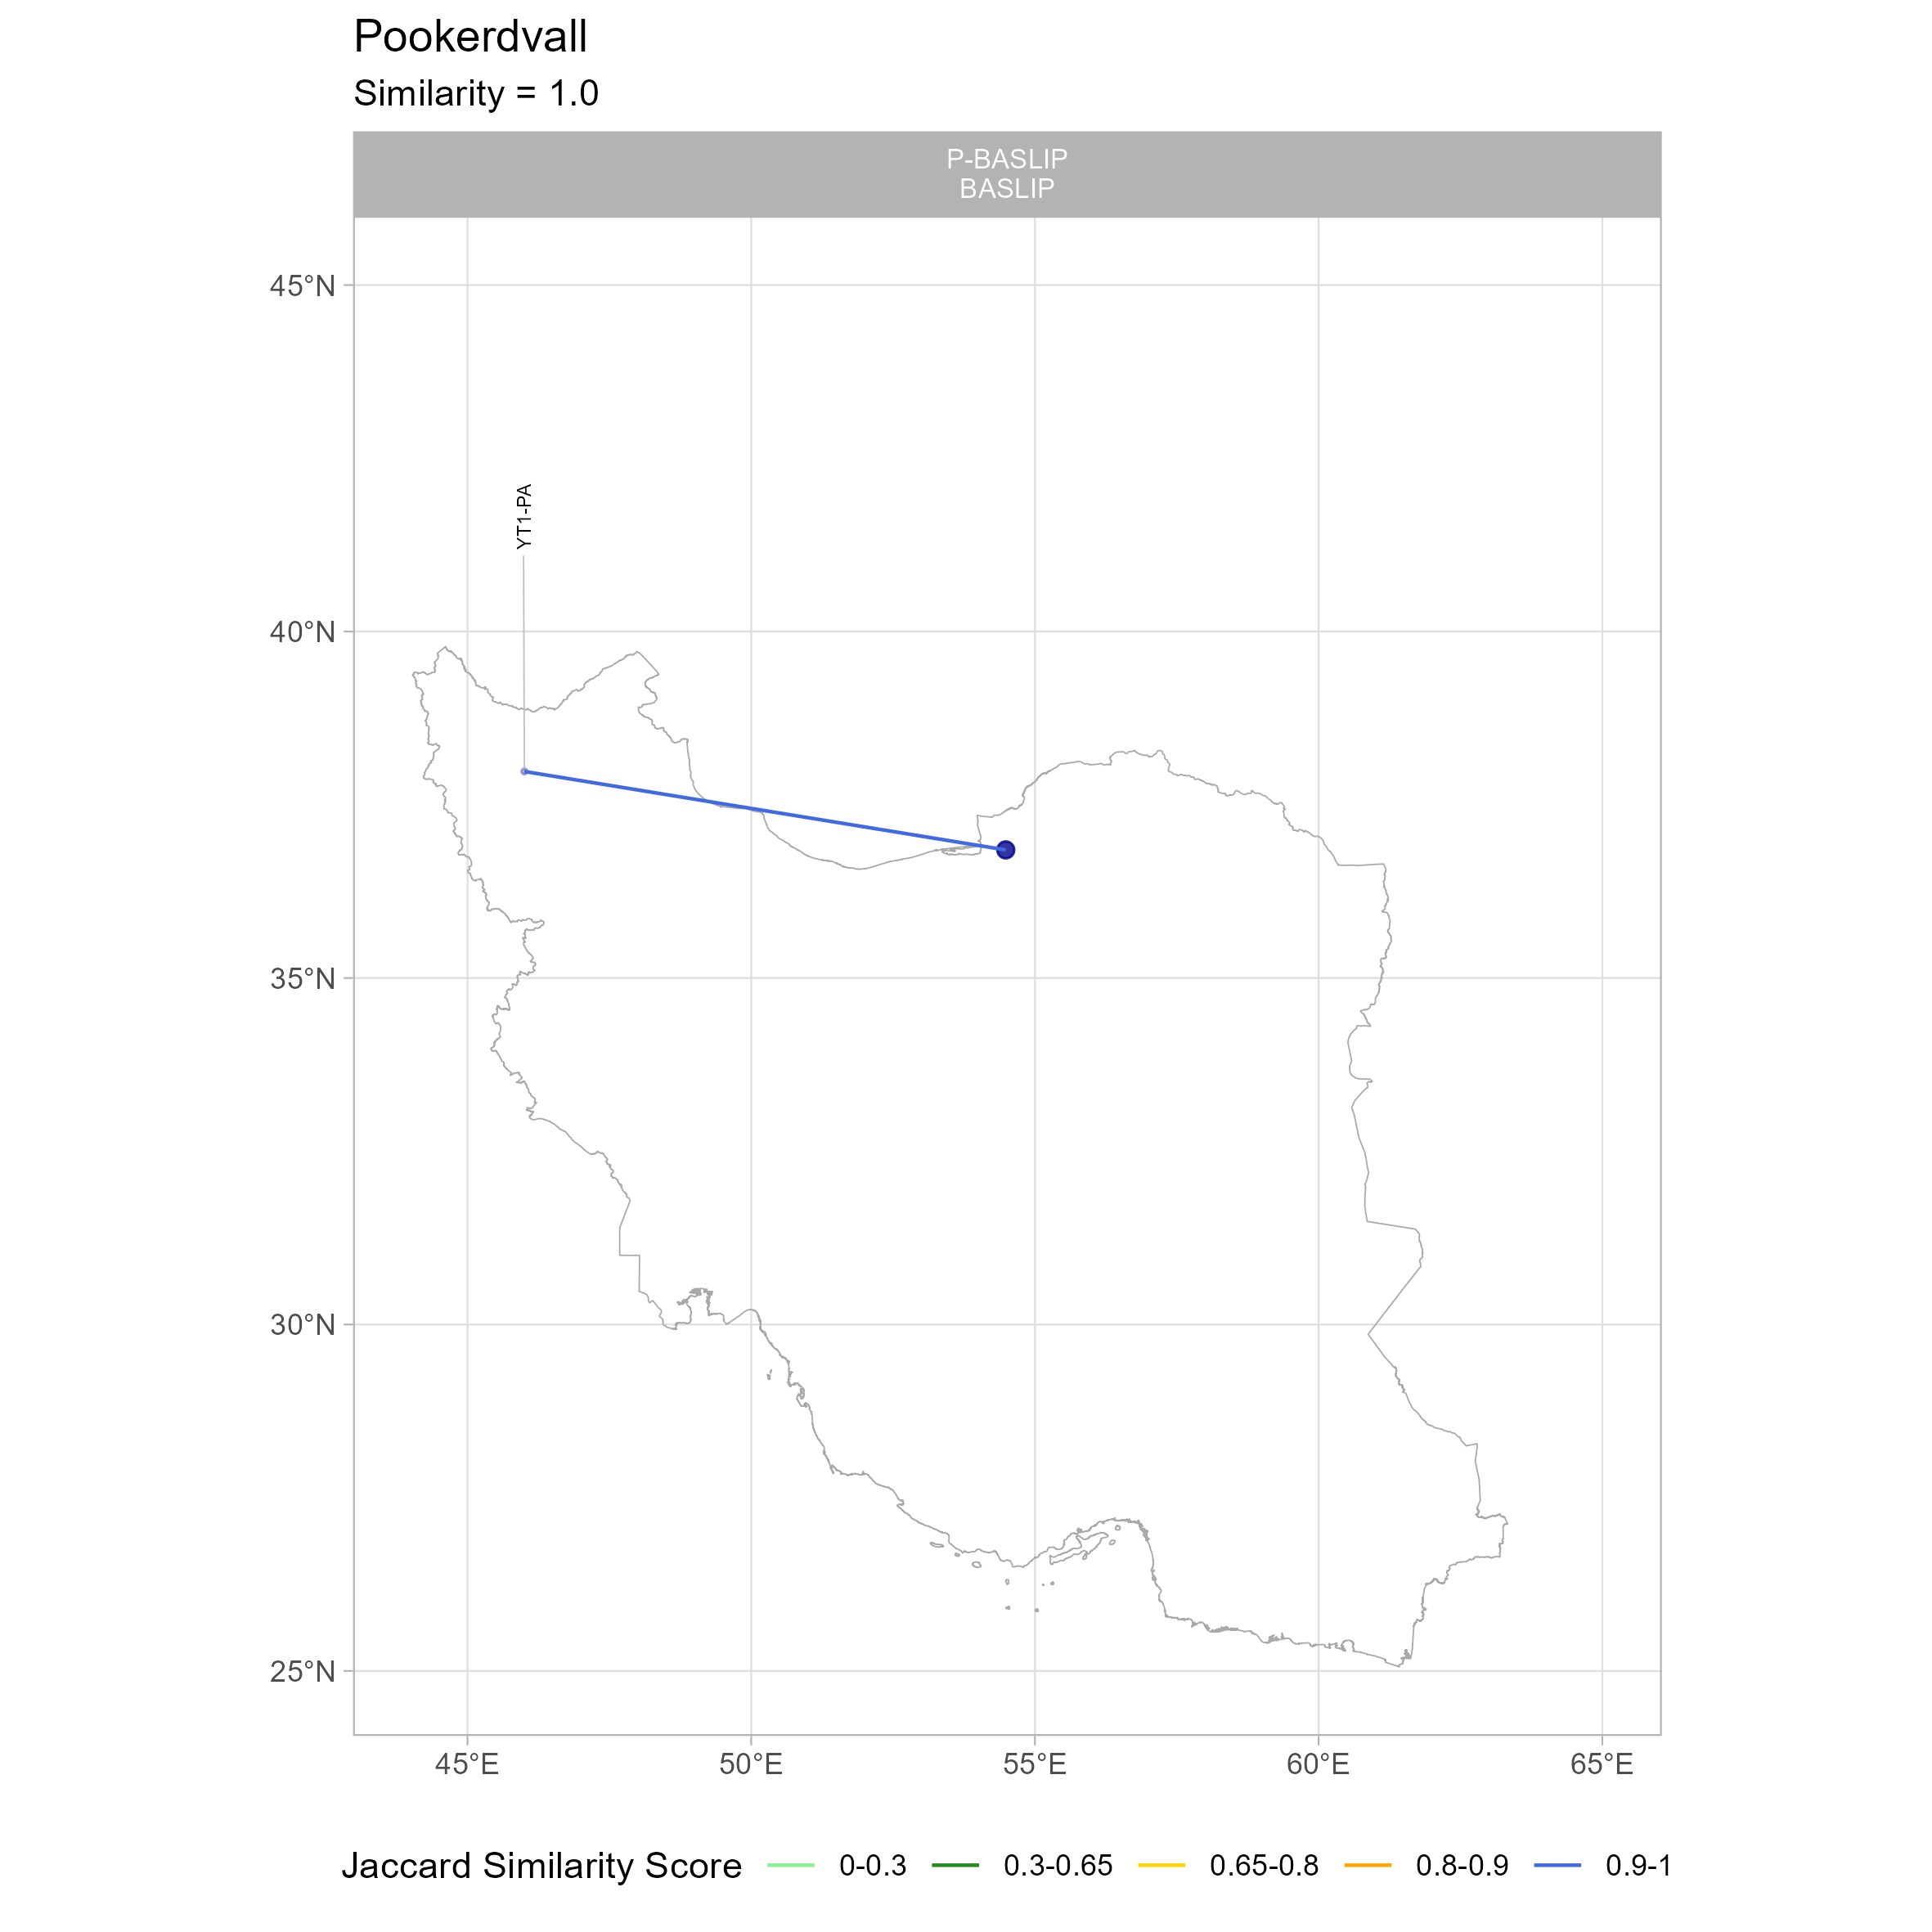 Pookerdvall
Similarity = 1.0
P-BASLIP
BASLIP
45°N
YT1-PA
40°N
35°N
30°N
25°N
45°E 50°E 55°E 60°E 65°E
Jaccard Similarity Score 0-0.3 0.3-0.65 0.65-0.8 0.8-0.9 0.9-1